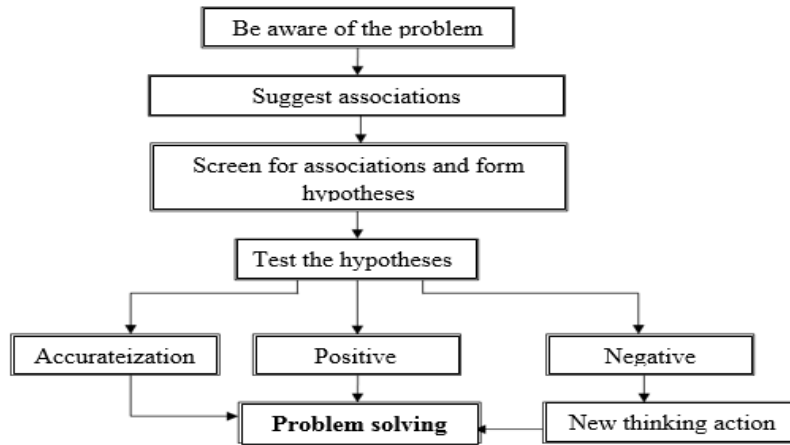 Be aware of the problem
Suggest associations
Screen for associations and form
hypotheses
Test the hypotheses
Accurateization
Positive
Negative
Problem solving
New thinking action